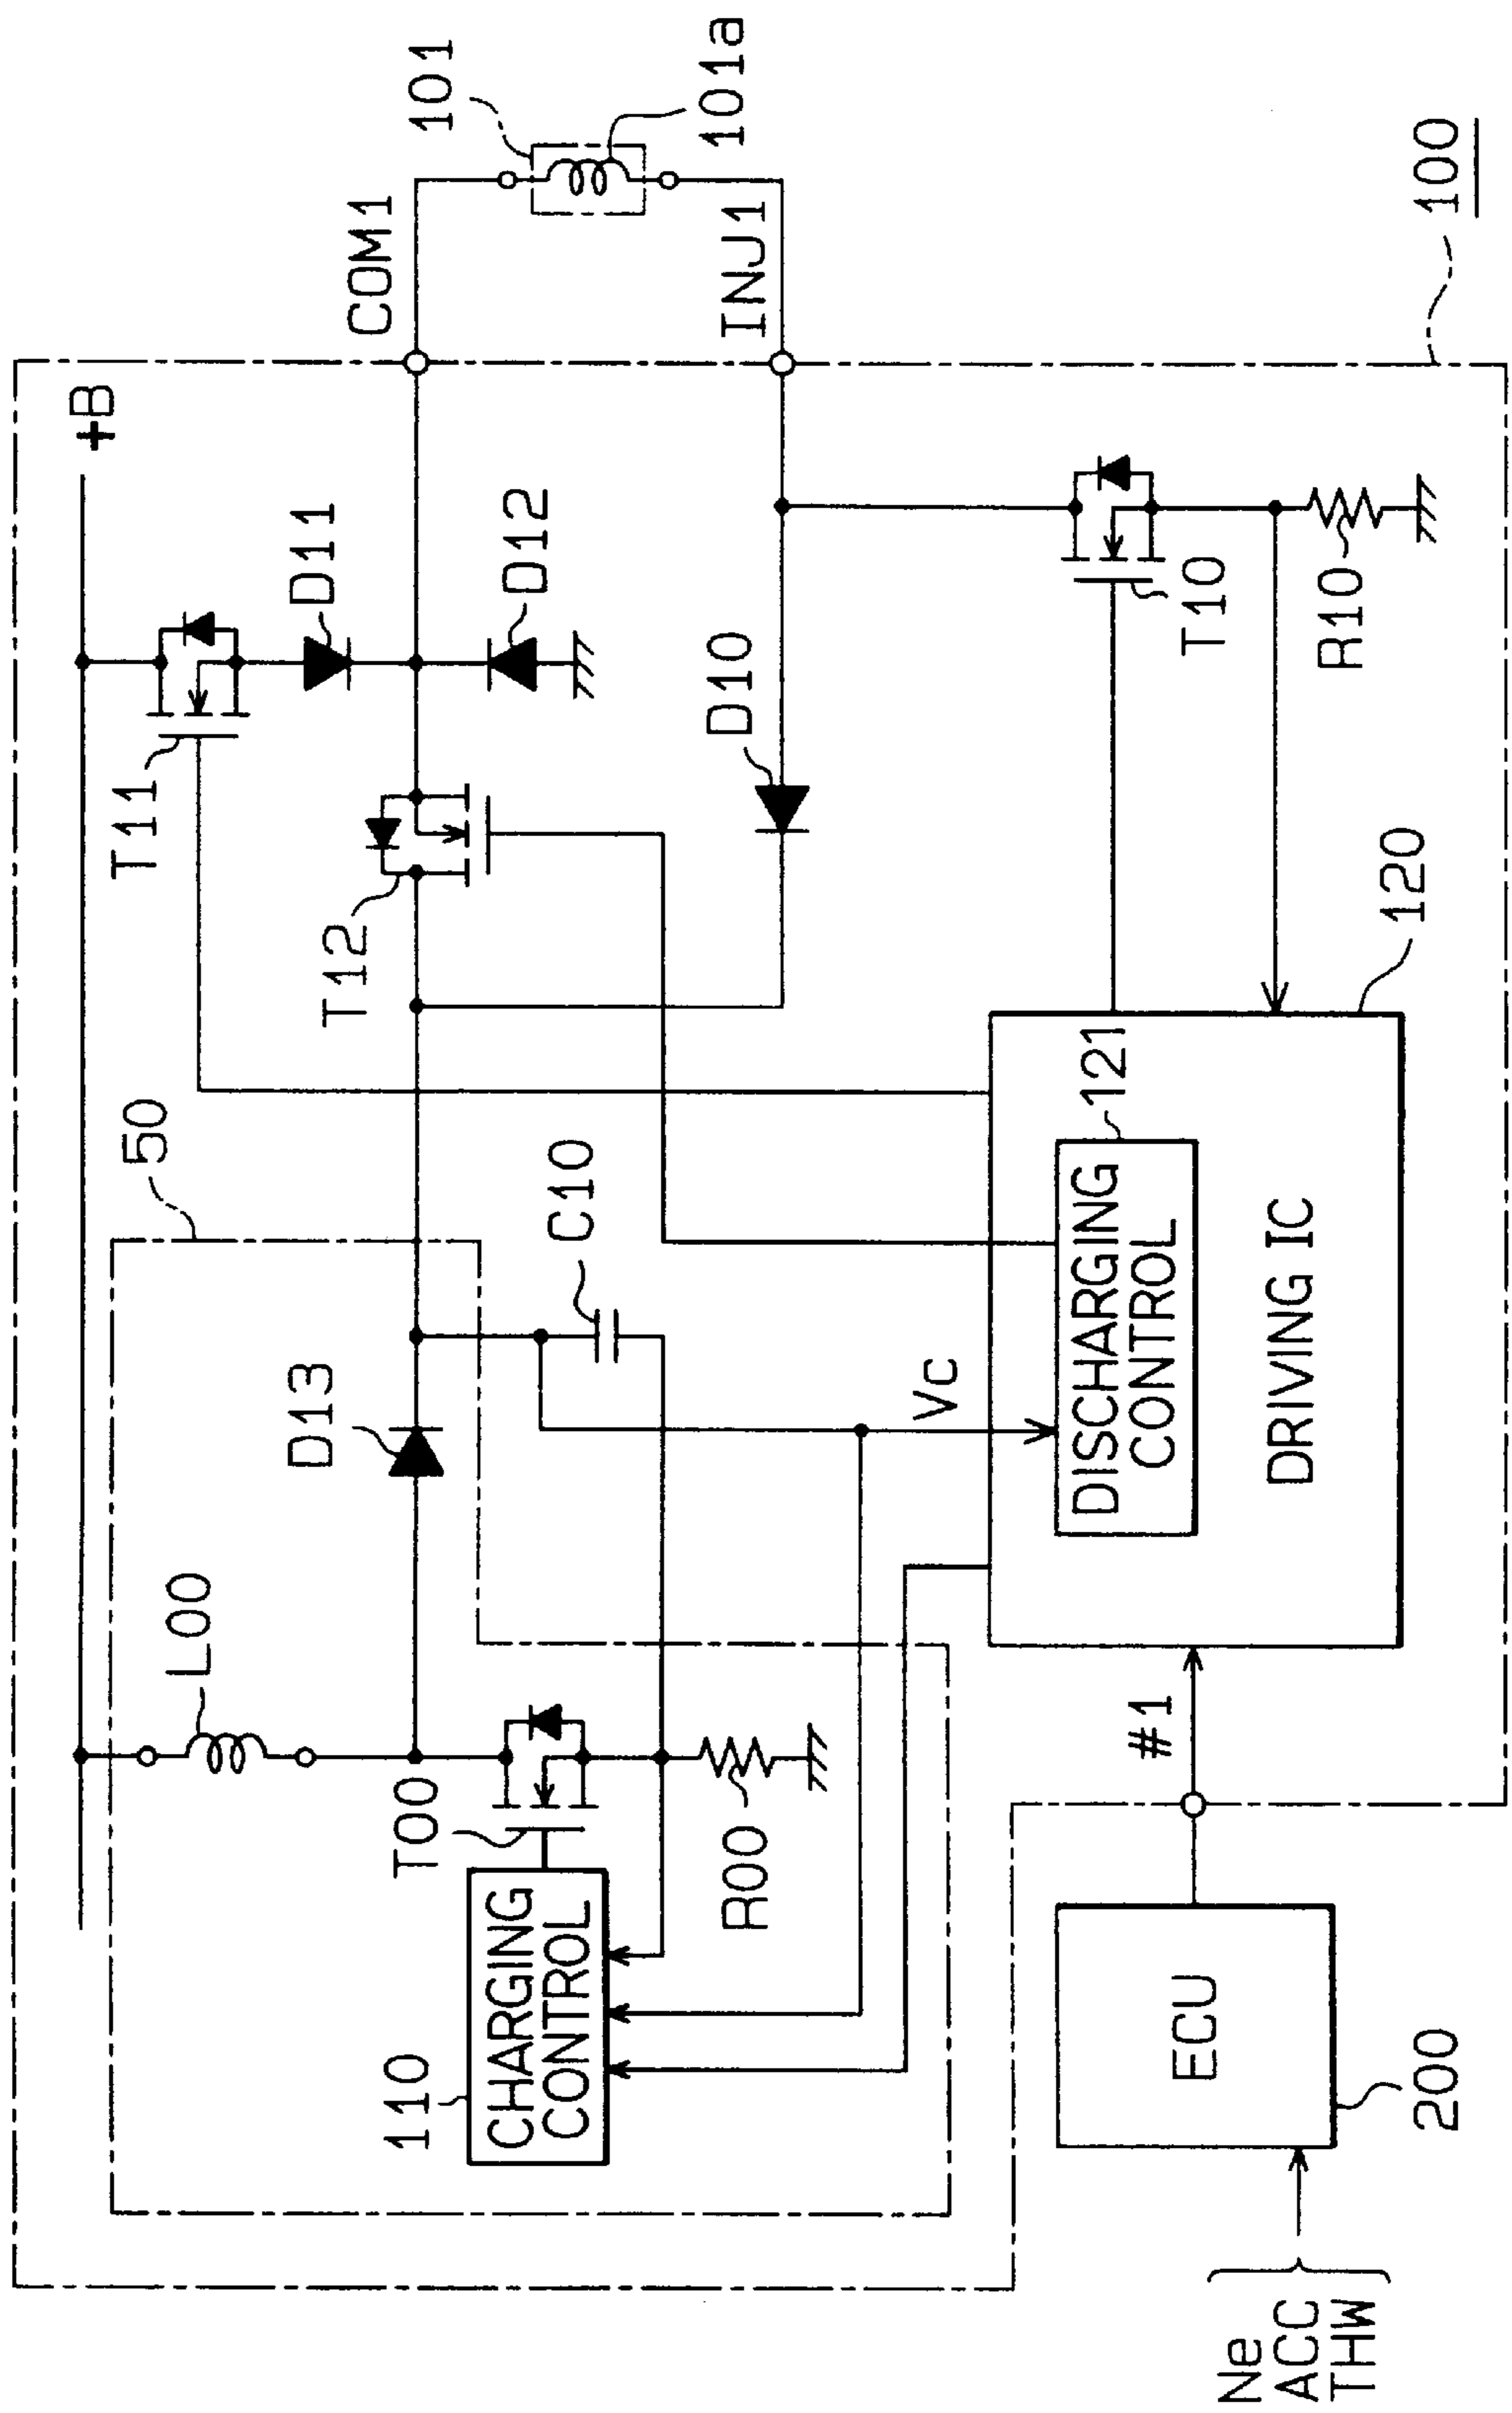 +B
COM1
101
101a
INJ1
100
T11
D11
D12
T12
D10
T10
R10
50
L00
D13
C10
T00
R00
110
CHARGING
CONTROL
Vc
121
DISCHARGING
CONTROL
DRIVING IC
120
#1
ECU
200
Ne
ACC
THW